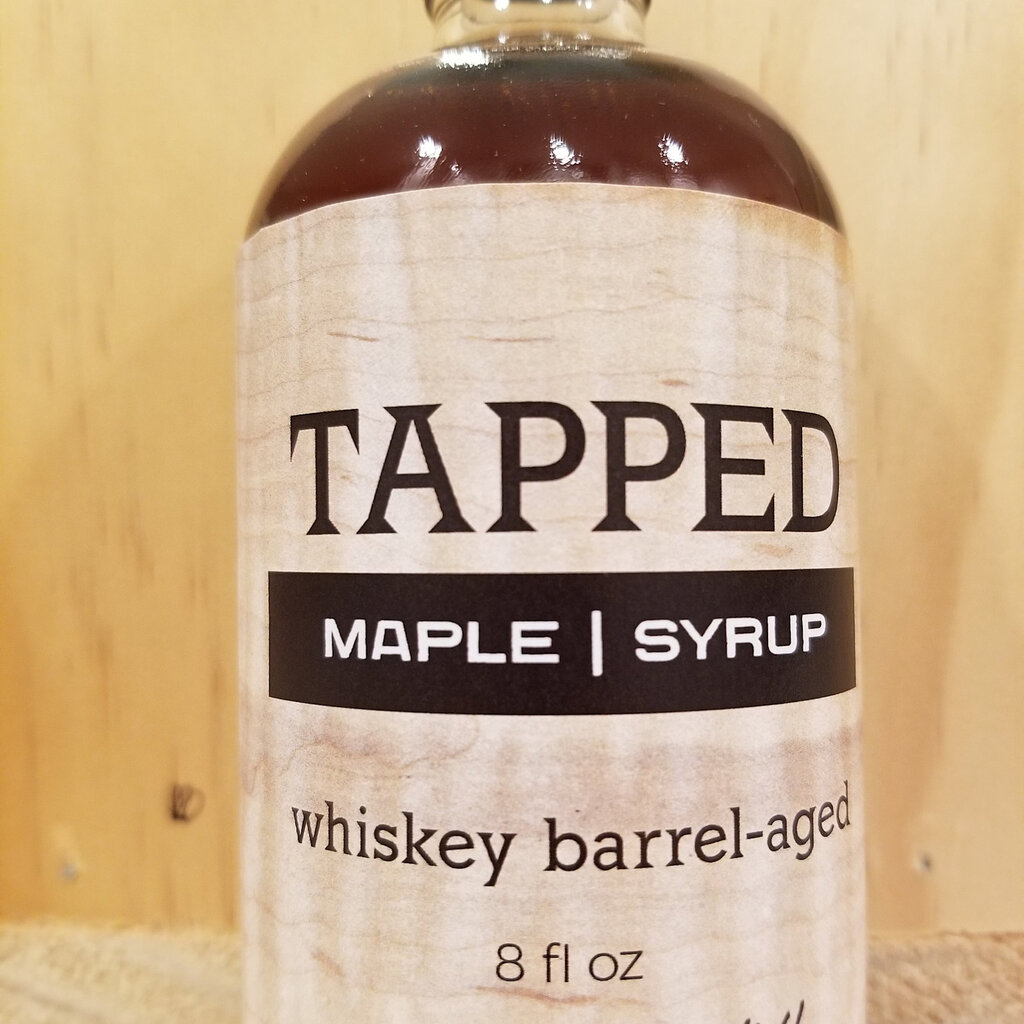 TAPPED
MAPLE | SYRUP
whiskey barrel-aged
8 fl oz